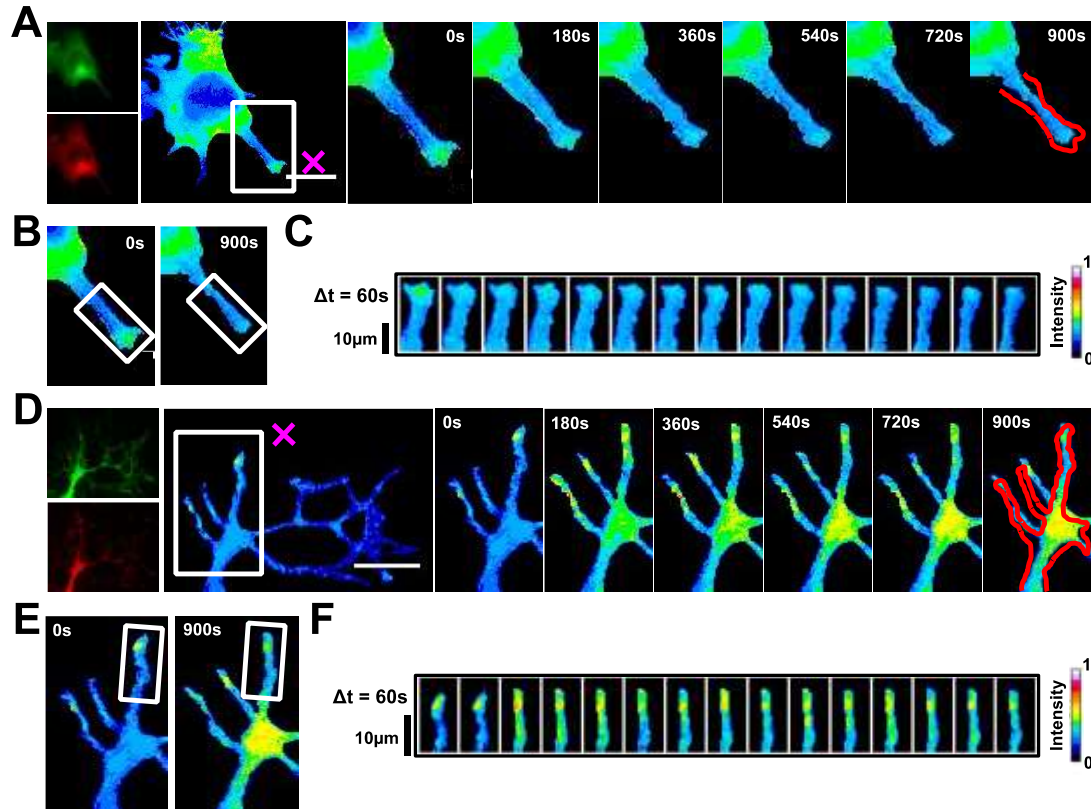 A
0s
180s
360s
540s
720s
900s
B
0s
900s
C
Δt = 60s
10µm
1
Intensity
0
D
0s
180s
360s
540s
720s
900s
E
0s
900s
F
Δt = 60s
10µm
1
Intensity
0